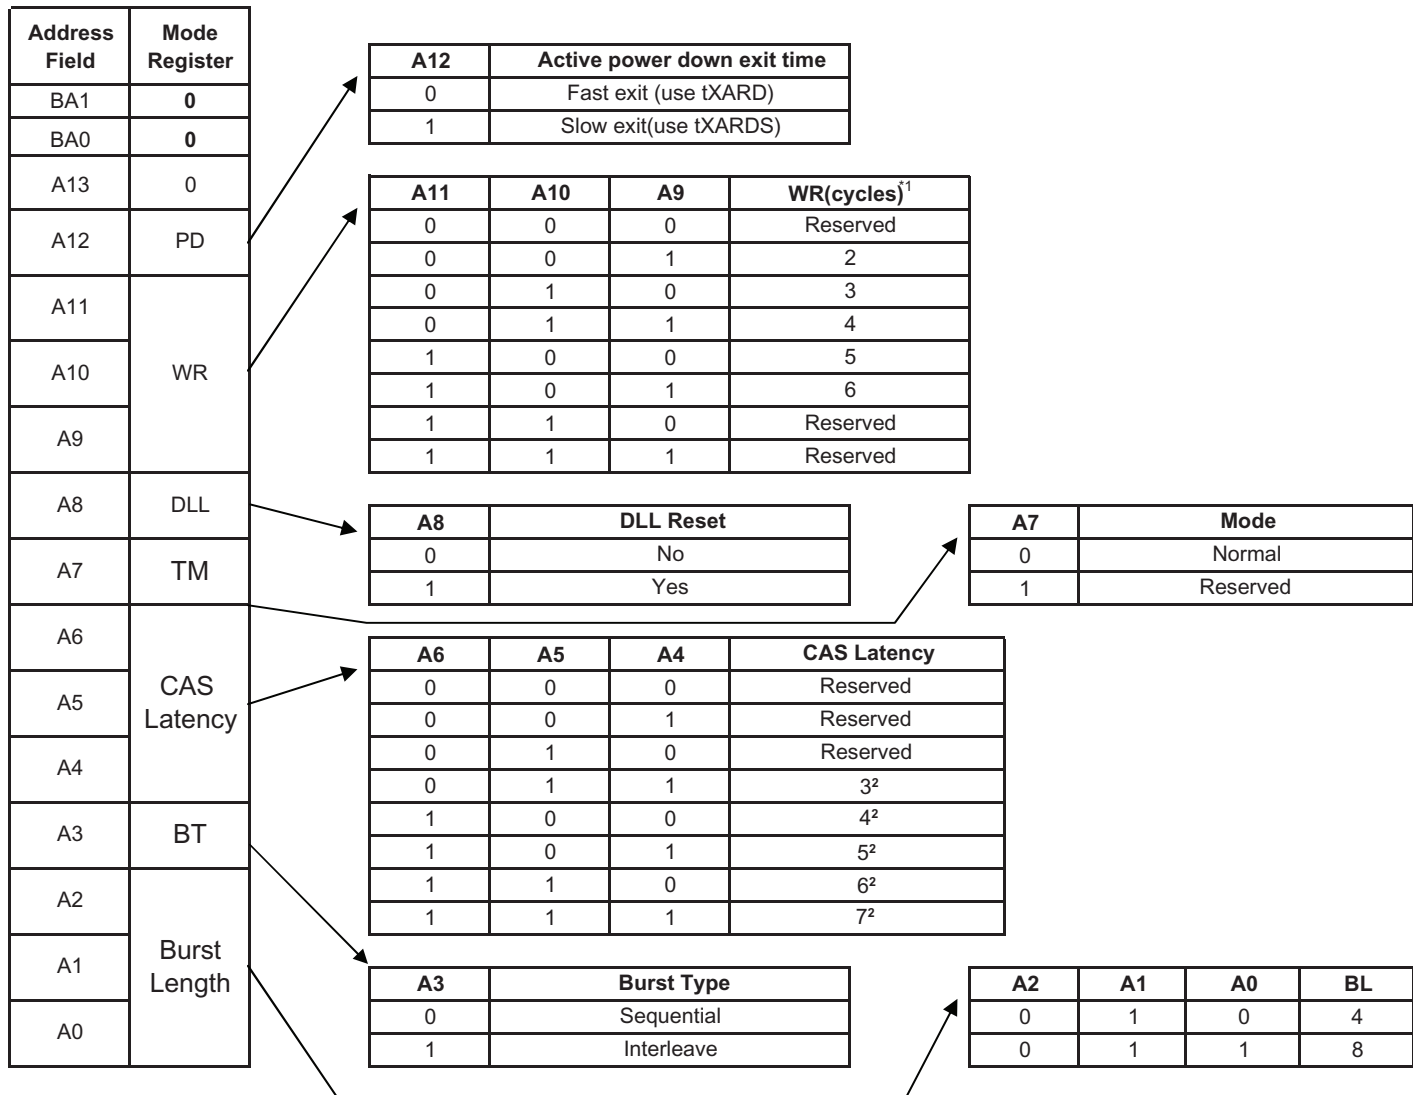 Address Field Mode Register
BA1 0
BA0 0
A13 0
A12 PD
A11
A10 WR
A9
A8 DLL
A7 TM
A6
A5 CAS Latency
A4
A3 BT
A2
A1 Burst Length
A0
A12 Active power down exit time
0 Fast exit (use tXARD)
1 Slow exit(use tXARDS)
A11 A10 A9 WR(cycles)*1
0 0 0 Reserved
0 0 1 2
0 1 0 3
0 1 1 4
1 0 0 5
1 0 1 6
1 1 0 Reserved
1 1 1 Reserved
A8 DLL Reset
0 No
1 Yes
A7 Mode
0 Normal
1 Reserved
A6 A5 A4 CAS Latency
0 0 0 Reserved
0 0 1 Reserved
0 1 0 Reserved
0 1 1 3²
1 0 0 4²
1 0 1 5²
1 1 0 6²
1 1 1 7²
A3 Burst Type
0 Sequential
1 Interleave
A2 A1 A0 BL
0 1 0 4
0 1 1 8